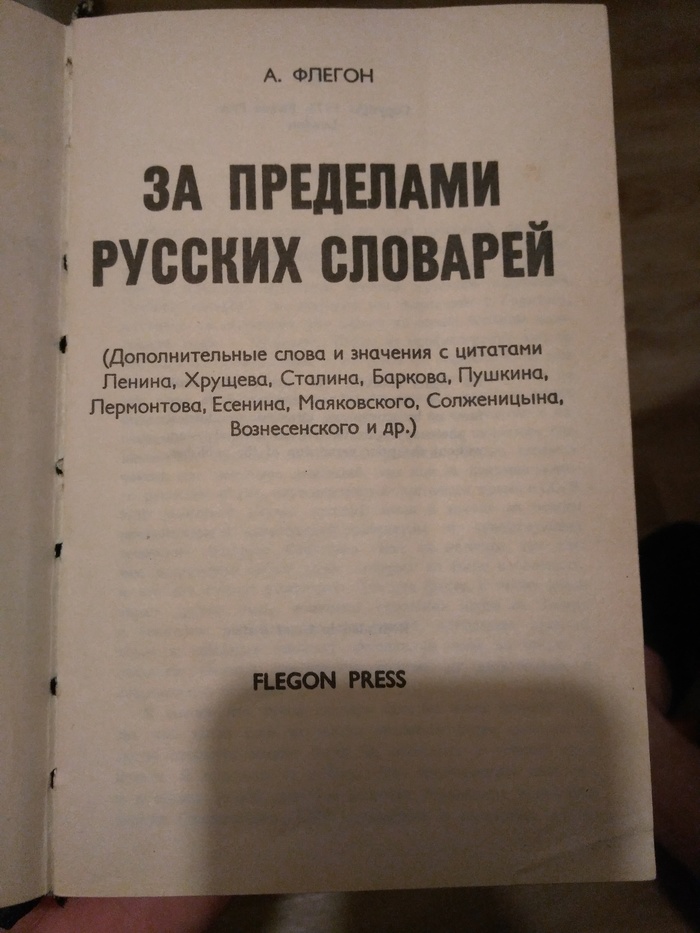 А. ФЛЕГОН
ЗА ПРЕДЕЛАМИ
РУССКИХ СЛОВАРЕЙ
(Дополнительные слова и значения с цитатами
Ленина, Хрущева, Сталина, Баркова, Пушкина,
Лермонтова, Есенина, Маяковского, Солженицына,
Вознесенского и др.)
FLEGON PRESS